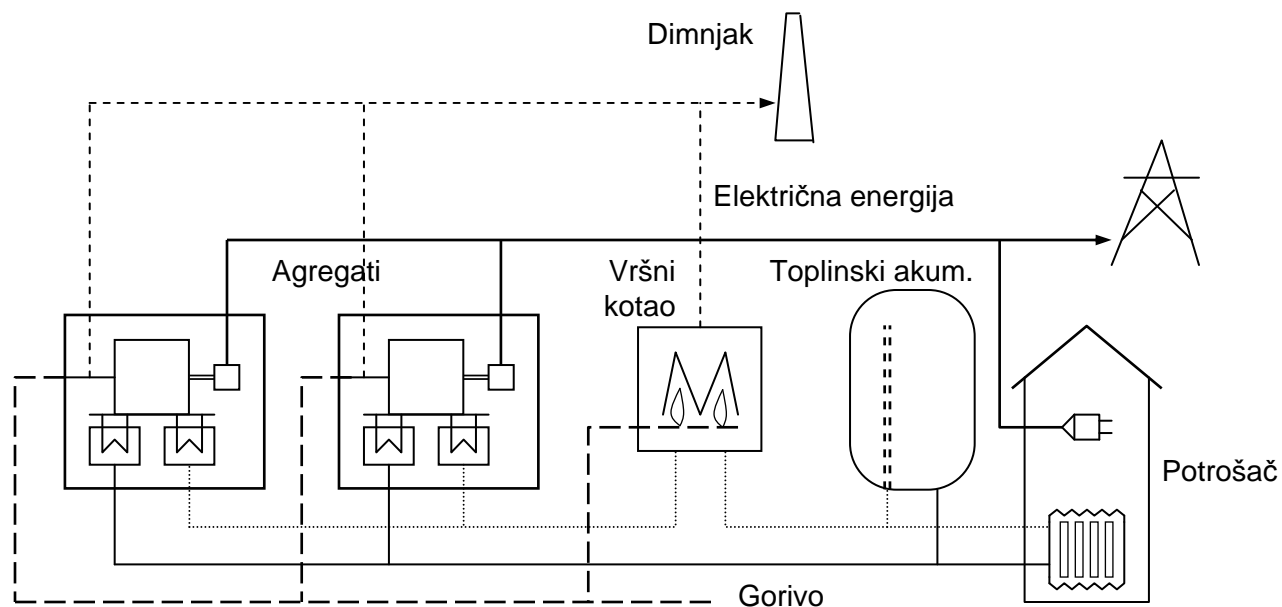 Dimnjak
Električna energija
Agregati
Vršni
kotao
Toplinski akum.
Potrošač
Gorivo